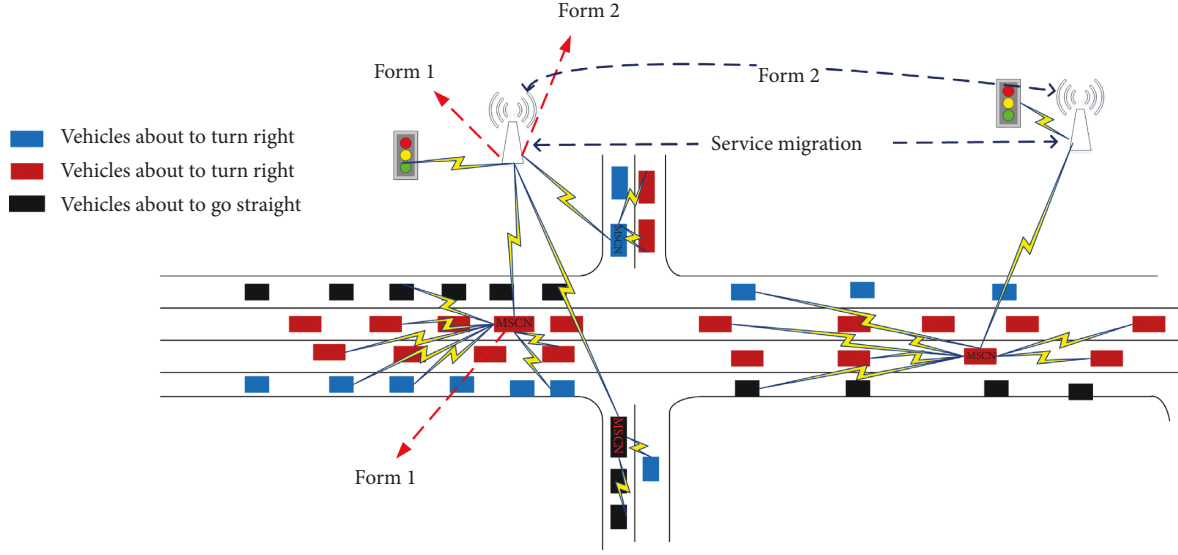 Form 2
Form 1
Form 2
Vehicles about to turn right
Service migration
Vehicles about to turn right
Vehicles about to go straight
MSCN
MSCN
MSCN
MSCN
Form 1